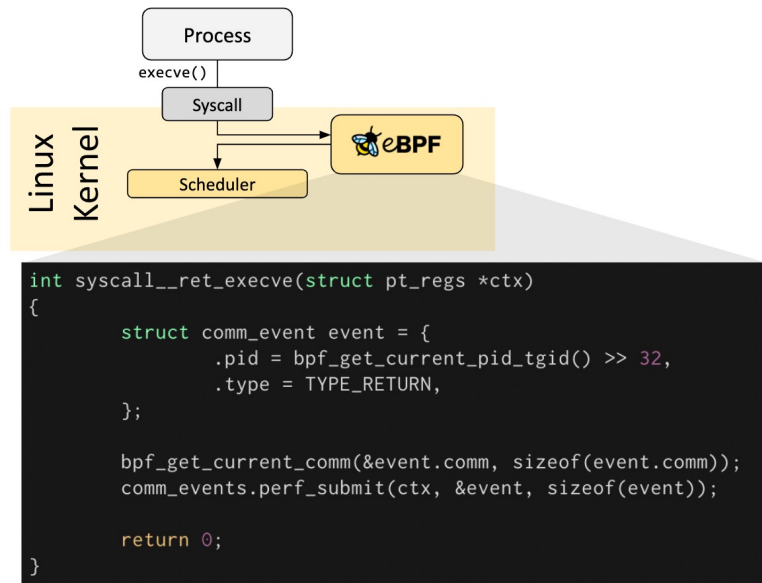 Process
execve()
Syscall
Linux
Kernel
eBPF
Scheduler
int syscall__ret_execve(struct pt_regs *ctx)
{
        struct comm_event event = {
                .pid = bpf_get_current_pid_tgid() >> 32,
                .type = TYPE_RETURN,
        };

        bpf_get_current_comm(&event.comm, sizeof(event.comm));
        comm_events.perf_submit(ctx, &event, sizeof(event));

        return 0;
}